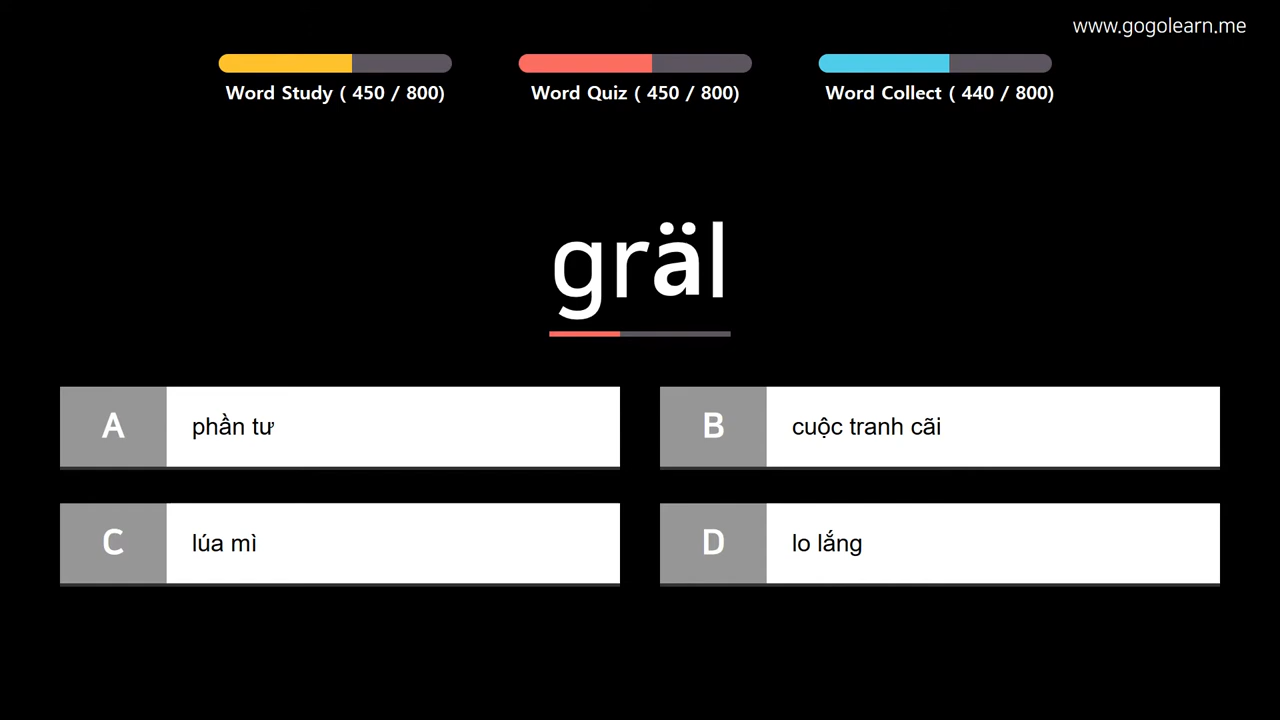 www.gogolearn.me
Word Study ( 450 / 800)
Word Quiz ( 450 / 800)
Word Collect ( 440 / 800)
gräl
A
phần tư
B
cuộc tranh cãi
C
lúa mì
D
lo lắng